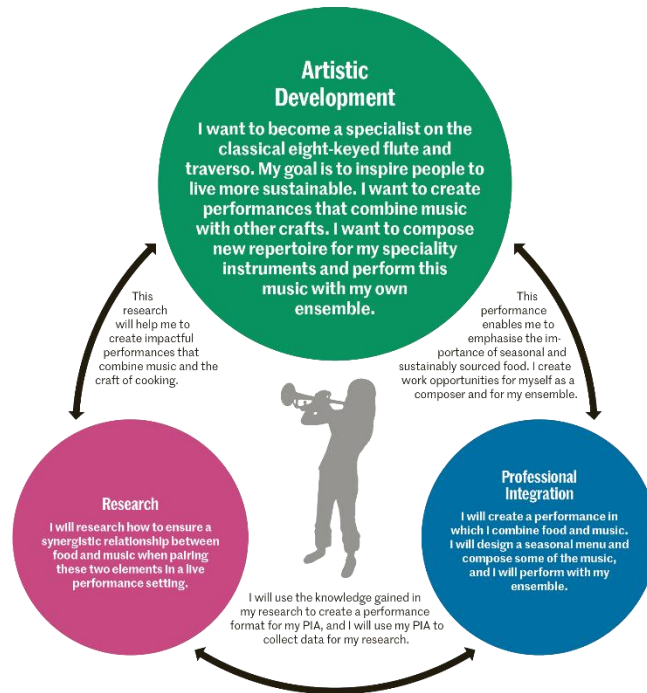 Artistic
Development
I want to become a specialist on the
classical eight-keyed flute and
traverso. My goal is to inspire people to
live more sustainable. I want to create
performances that combine music
with other crafts. I want to compose
new repertoire for my speciality
instruments and perform this
music with my own
ensemble.
This
research
will help me to
create impactful
performances that
combine music and the
craft of cooking.
This
performance
enables me to
emphasise the im-
portance of seasonal and
sustainably sourced food. I create
work opportunities for myself as a
composer and for my ensemble.
Research
I will research how to ensure a
synergistic relationship between
food and music when pairing
these two elements in a live
performance setting.
Professional
Integration
I will create a performance in
which I combine food and music.
I will design a seasonal menu and
compose some of the music,
and I will perform with my
ensemble.
I will use the knowledge gained in
my research to create a performance
format for my PIA, and I will use my PIA to
collect data for my research.